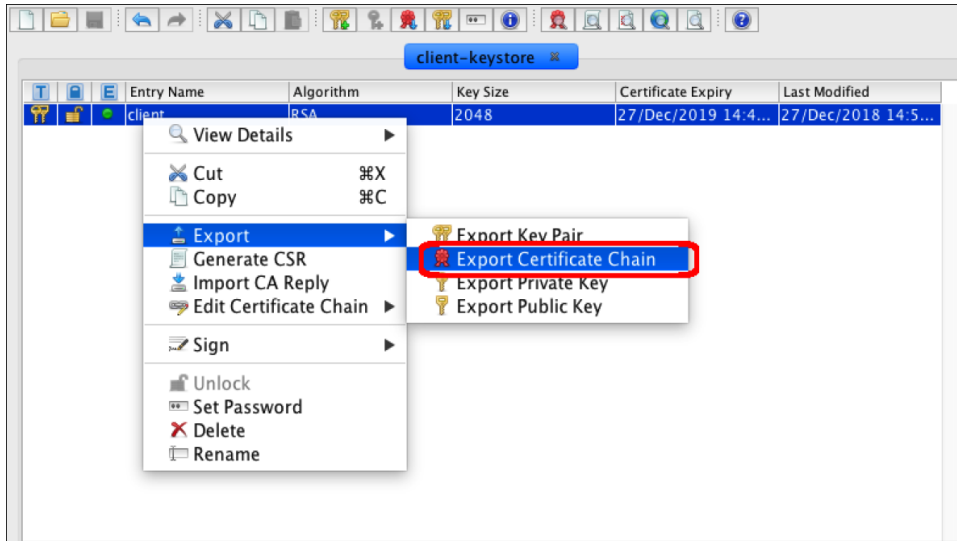 client-keystore
T E Entry Name Algorithm Key Size Certificate Expiry Last Modified
client RSA 2048 27/Dec/2019 14:4... 27/Dec/2018 14:5...
View Details
Cut ⌘X
Copy ⌘C
Export
Export Key Pair
Generate CSR
Export Certificate Chain
Import CA Reply
Export Private Key
Edit Certificate Chain
Export Public Key
Sign
Unlock
Set Password
Delete
Rename